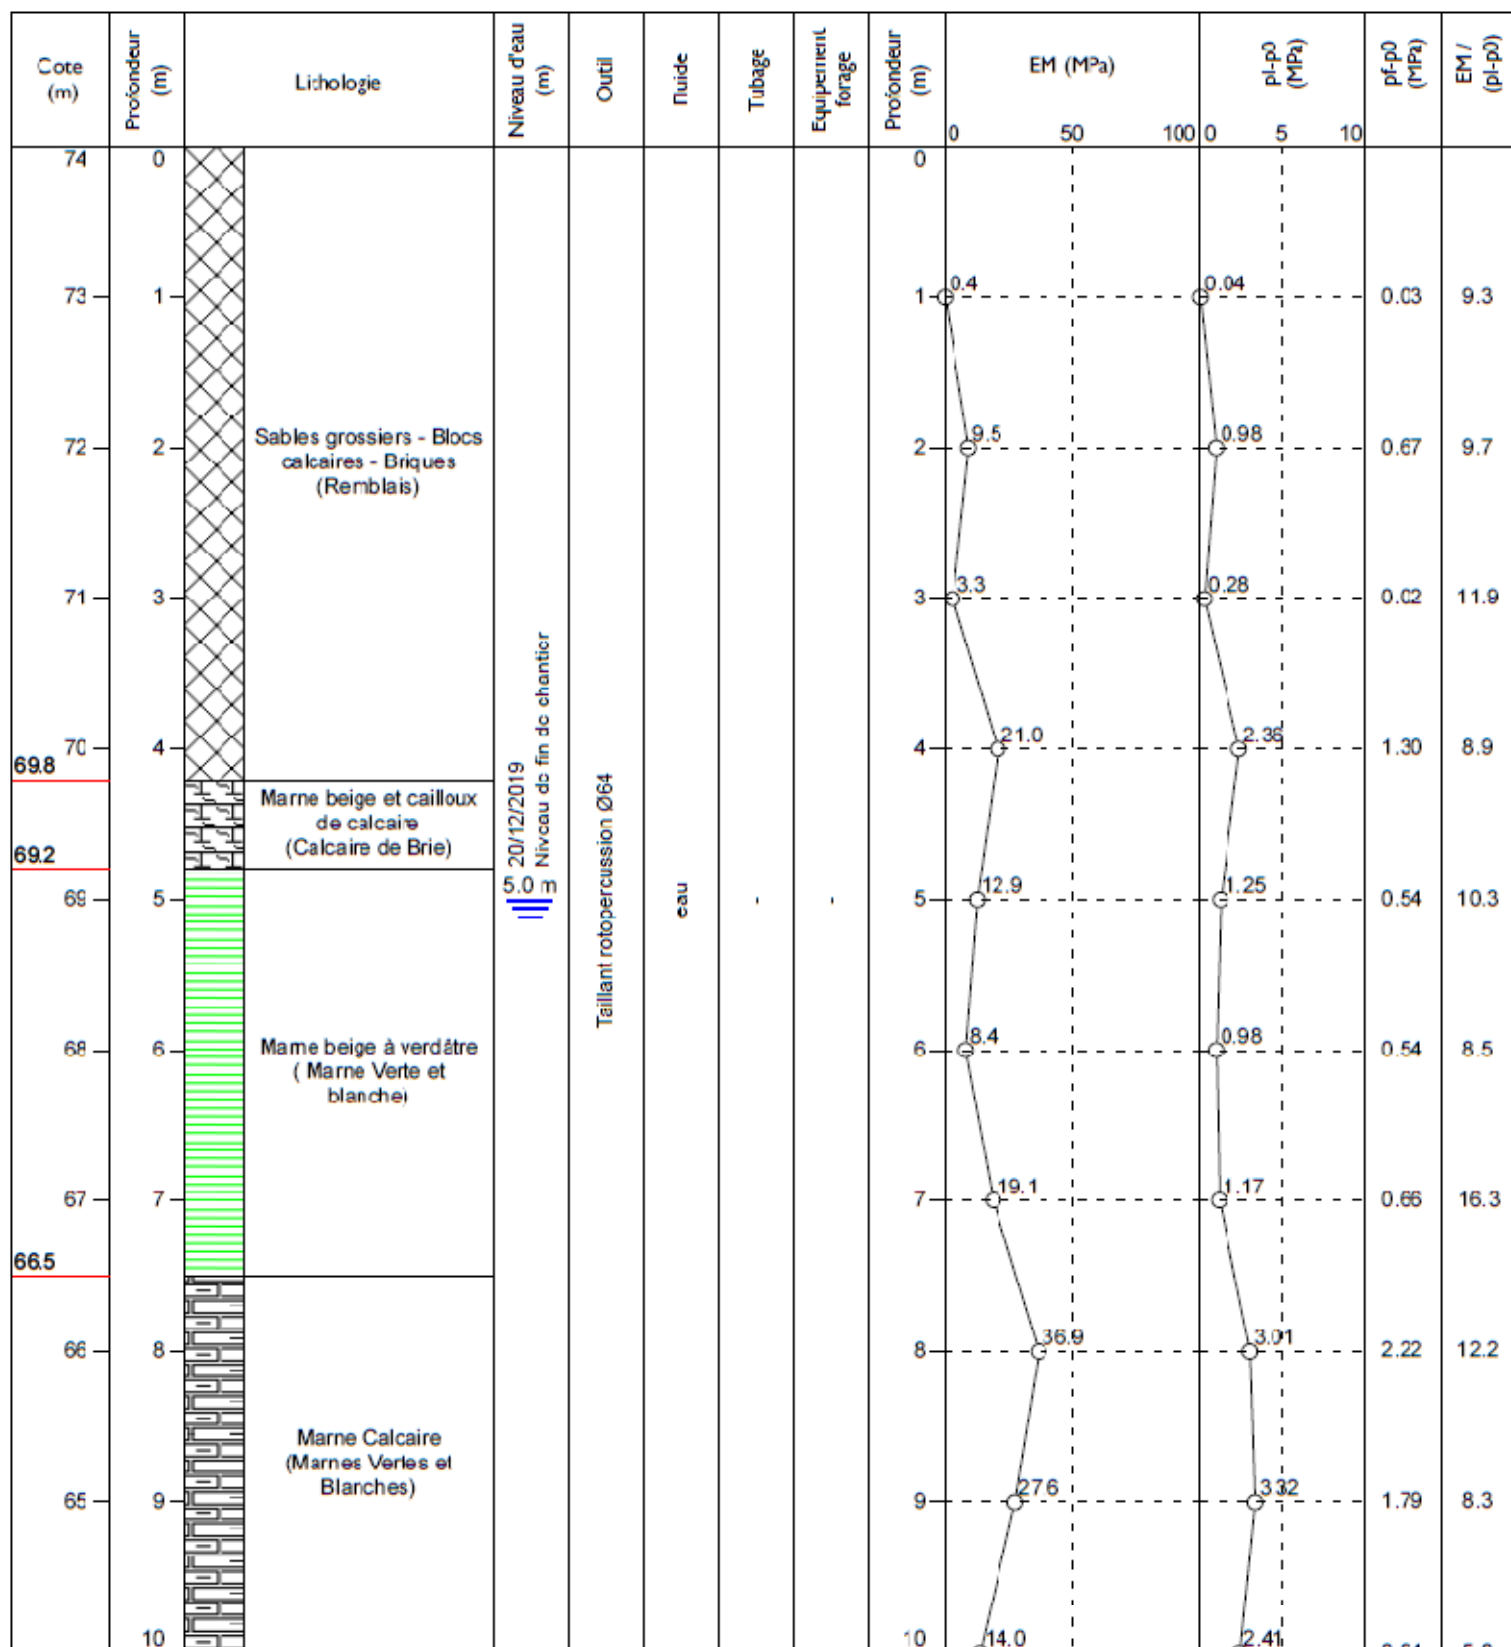 Cote
(m)
Profondeur
(m)
Lithologie
Niveau d'eau
(m)
Outil
Fluide
Tubage
Equipement
forage
Profondeur
(m)
EM (MPa)
0 50 100
pl-p0
(MPa)
0 5 10
pf-p0
(MPa)
EM /
(pl-p0)
74 0 0
73 1 1 0.4 0.04 0.03 9.3
72 2 2 9.5 0.98 0.67 9.7
Sables grossiers - Blocs
calcaires - Briques
(Remblais)
71 3 3 3.3 0.28 0.02 11.9
70 4 4 21.0 2.36 1.30 8.9
69.8
Marne beige et cailloux
de calcaire
(Calcaire de Brie)
69.2
20/12/2019
Niveau de fin de chantier
5.0 m
Taillant rotopercussion Ø64
eau
-
-
69 5 5 12.9 1.25 0.54 10.3
68 6 6 8.4 0.98 0.54 8.5
Marne beige à verdâtre
( Marne Verte et
blanche)
67 7 7 19.1 1.17 0.66 16.3
66.5
66 8 8 36.9 3.01 2.22 12.2
Marne Calcaire
(Marnes Vertes et
Blanches)
65 9 9 27.6 3.32 1.79 8.3
10 10 14.0 2.41